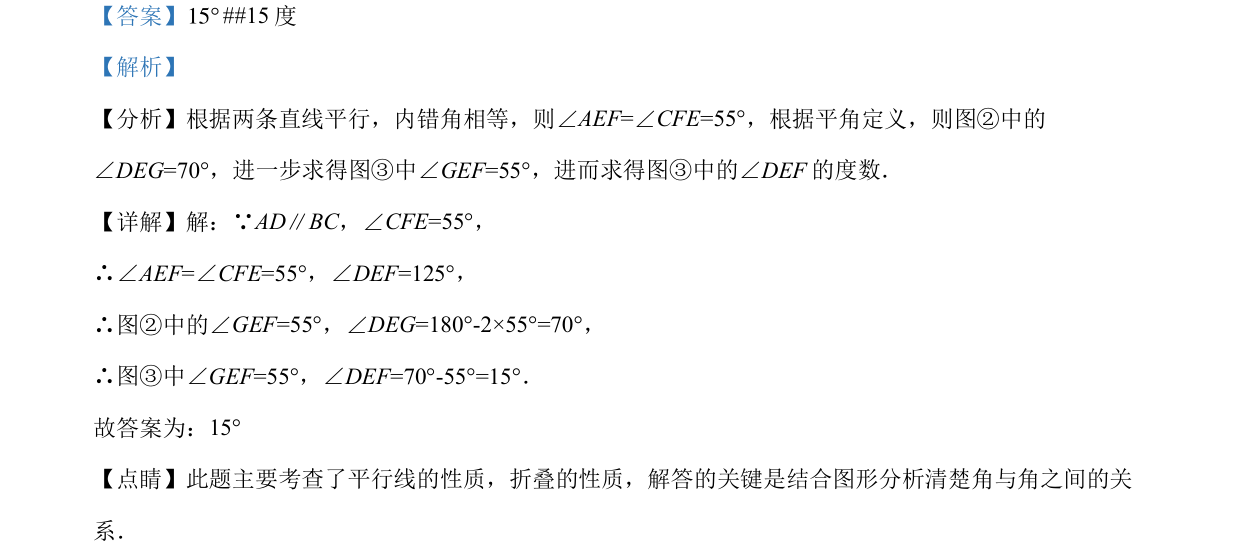 【答案】15°##15 度
【解析】
【分析】根据两条直线平行，内错角相等，则∠AEF=∠CFE=55°，根据平角定义，则图②中的
∠DEG=70°，进一步求得图③中∠GEF=55°，进而求得图③中的∠DEF 的度数．
【详解】解：∵AD∥BC，∠CFE=55°，
∴∠AEF=∠CFE=55°，∠DEF=125°，
∴图②中的∠GEF=55°，∠DEG=180°-2×55°=70°，
∴图③中∠GEF=55°，∠DEF=70°-55°=15°．
故答案为：15°
【点睛】此题主要考查了平行线的性质，折叠的性质，解答的关键是结合图形分析清楚角与角之间的关
系．